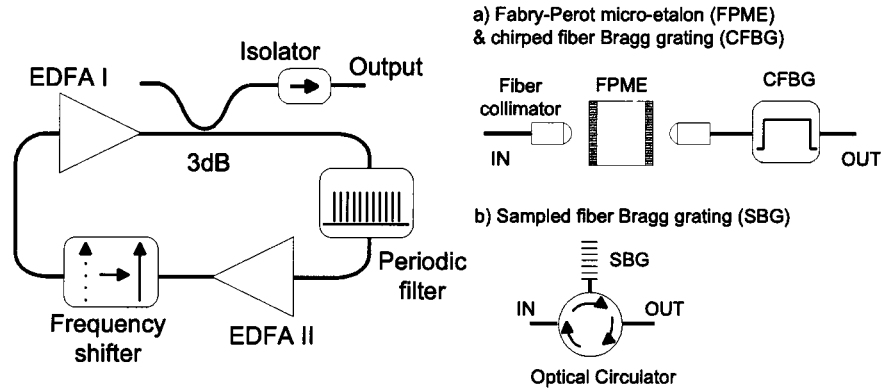 EDFA I
Isolator
Output
3dB
Periodic
filter
Frequency
shifter
EDFA II
a) Fabry-Perot micro-etalon (FPME)
& chirped fiber Bragg grating (CFBG)
Fiber
collimator
FPME
CFBG
IN
OUT
b) Sampled fiber Bragg grating (SBG)
SBG
IN
OUT
Optical Circulator